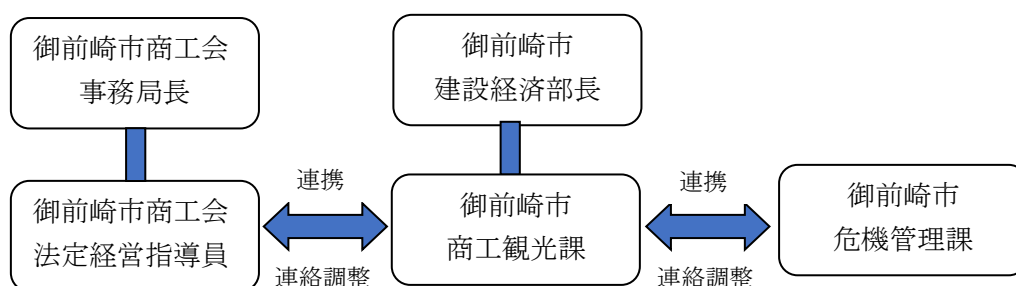 御前崎市商工会
事務局長
御前崎市
建設経済部長
御前崎市商工会
法定経営指導員
連携
連絡調整
御前崎市
商工観光課
連携
連絡調整
御前崎市
危機管理課